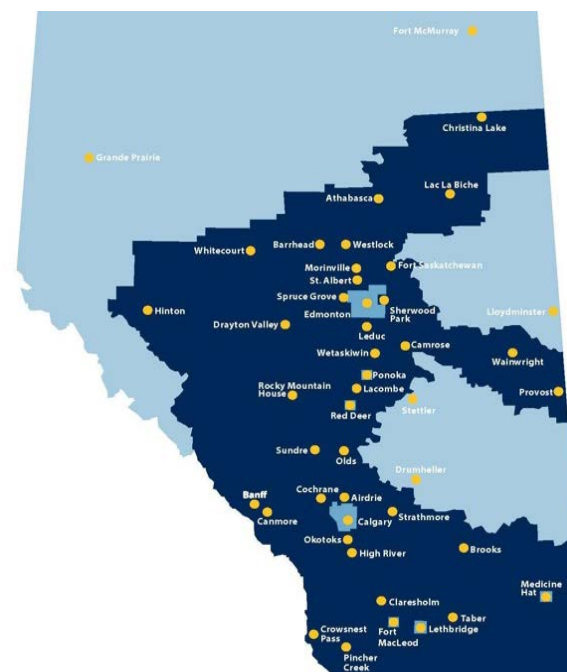 Fort McMurray
Christina Lake
Grande Prairie
Lac La Biche
Athabasca
Barrhead
Westlock
Whitecourt
Morinville
Fort Saskatchewan
St. Albert
Spruce Grove
Edmonton
Sherwood
Park
Hinton
Lloydminster
Drayton Valley
Leduc
Camrose
Wetaskiwin
Wainwright
Ponoka
Rocky Mountain
House
Lacombe
Provost
Red Deer
Stettler
Sundre
Olds
Drumheller
Cochrane
Airdrie
Banff
Canmore
Calgary
Strathmore
Okotoks
High River
Brooks
Medicine
Hat
Claresholm
Taber
Fort
MacLeod
Lethbridge
Crowsnest
Pass
Pincher
Creek